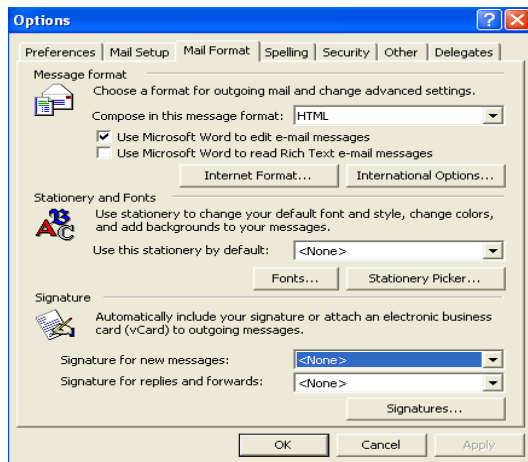 Options
Preferences Mail Setup Mail Format Spelling Security Other Delegates
Message format
Choose a format for outgoing mail and change advanced settings.
Compose in this message format: HTML
Use Microsoft Word to edit e-mail messages
Use Microsoft Word to read Rich Text e-mail messages
Internet Format... International Options...
Stationery and Fonts
Use stationery to change your default font and style, change colors,
and add backgrounds to your messages.
Use this stationery by default: <None>
Fonts... Stationery Picker...
Signature
Automatically include your signature or attach an electronic business
card (vCard) to outgoing messages.
Signature for new messages: <None>
Signature for replies and forwards: <None>
Signatures...
OK Cancel Apply